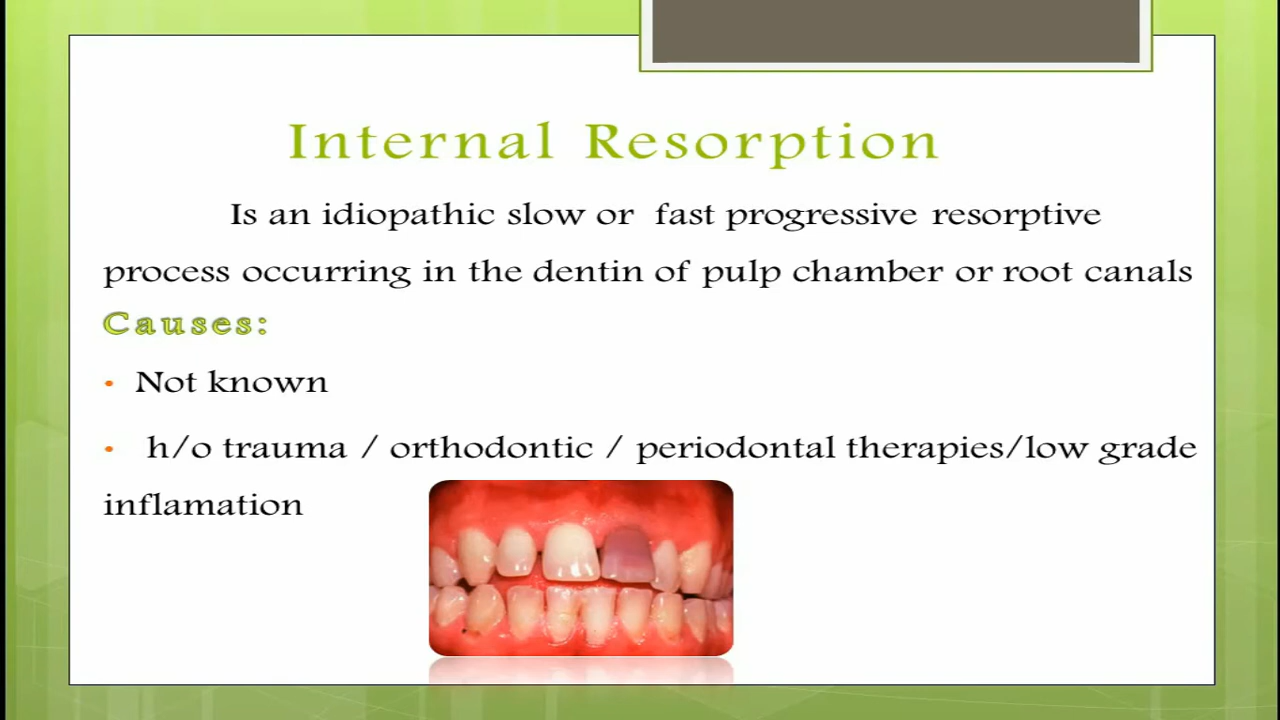 Internal Resorption
Is an idiopathic slow or fast progressive resorptive
process occurring in the dentin of pulp chamber or root canals
Causes:
• Not known
• h/o trauma / orthodontic / periodontal therapies/low grade
inflamation